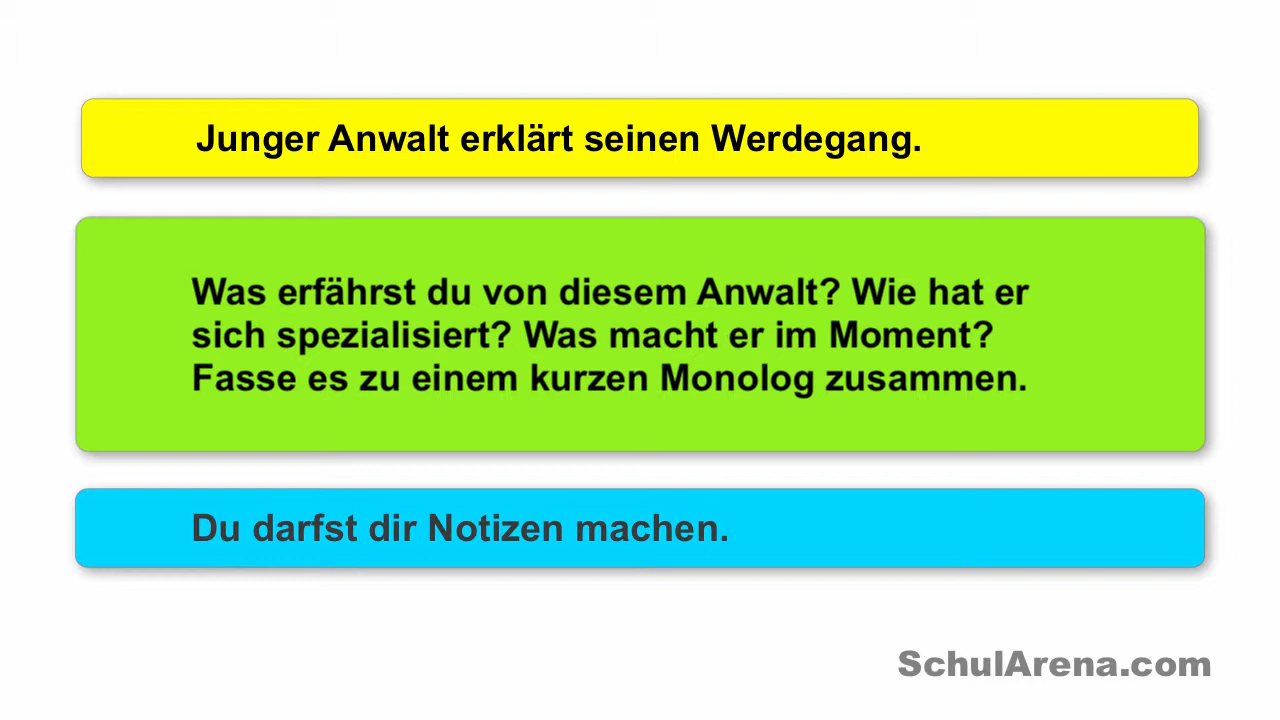 Junger Anwalt erklärt seinen Werdegang.
Was erfährst du von diesem Anwalt? Wie hat er
sich spezialisiert? Was macht er im Moment?
Fasse es zu einem kurzen Monolog zusammen.
Du darfst dir Notizen machen.
SchulArena.com